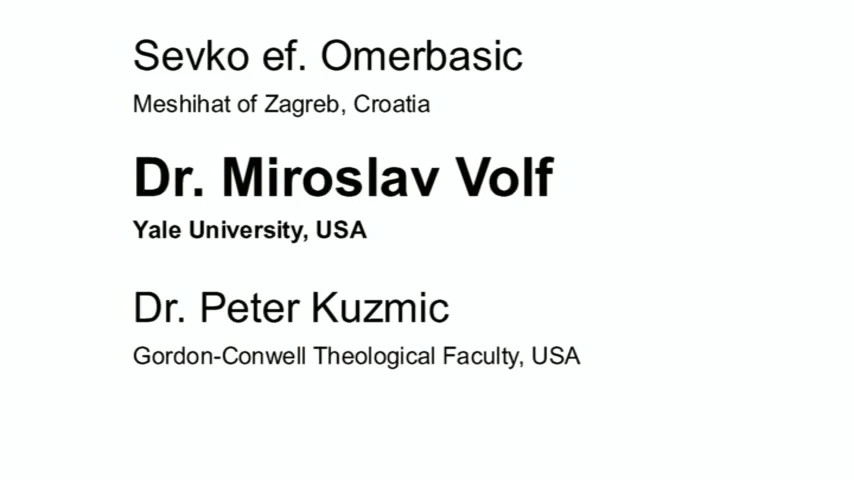 Sevko ef. Omerbasic
Meshihat of Zagreb, Croatia
Dr. Miroslav Volf
Yale University, USA
Dr. Peter Kuzmic
Gordon-Conwell Theological Faculty, USA